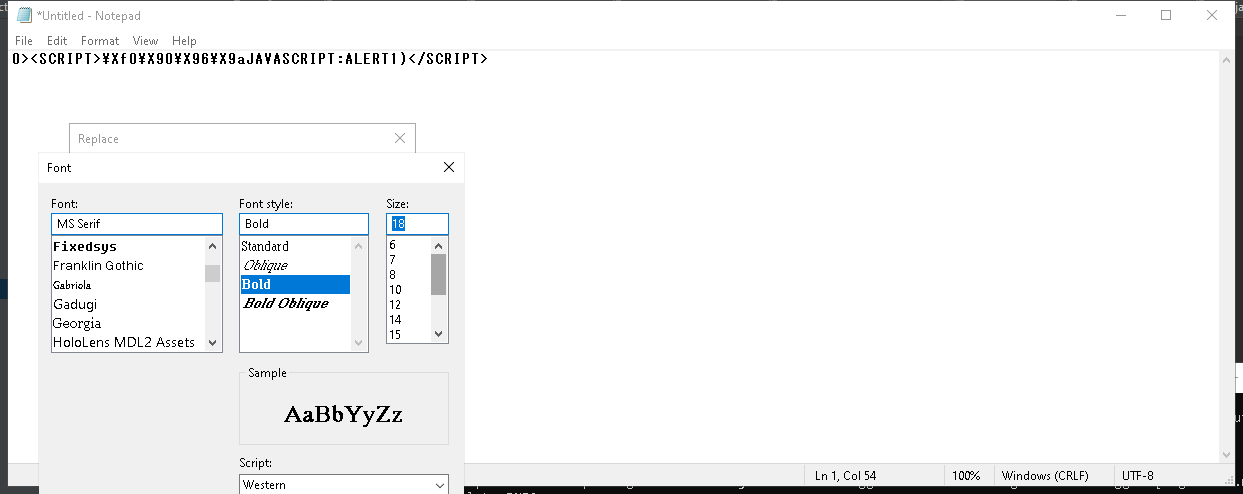 *Untitled - Notepad
File Edit Format View Help
0><SCRIPT>¥Xf0¥X90¥X96¥X9aJAVASCRIPT:ALERT1)</SCRIPT>
Replace
Font
Font: Font style: Size:
MS Serif Bold 18
Fixedsys Standard 6
Franklin Gothic Oblique 7
Gabriola Bold 8
Gadugi Bold Oblique 10
Georgia 12
HoloLens MDL2 Assets 14
15
Sample
AaBbYyZz
Script:
Western
Ln 1, Col 54 100% Windows (CRLF) UTF-8